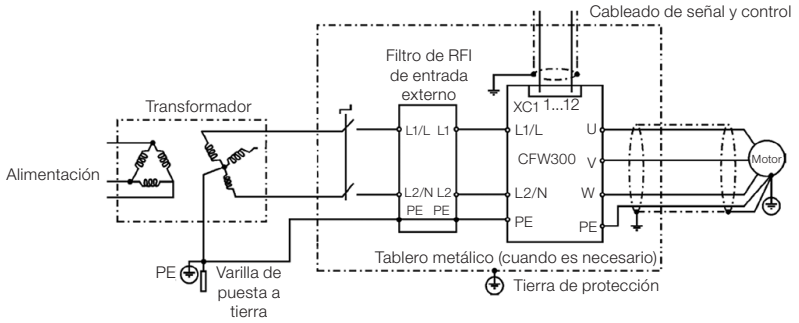 Cableado de señal y control
Filtro de RFI
de entrada
externo
Transformador
XC1 1...12
L1/L L1 L1/L U
CFW300
Alimentación
V
Motor
L2/N L2 L2/N W
PE PE PE PE
Tablero metálico (cuando es necesario)
PE Varilla de
puesta a
tierra
Tierra de protección